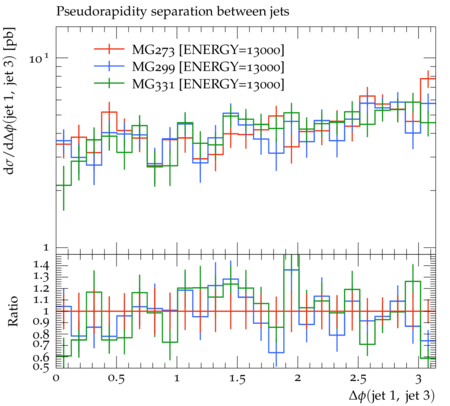 Pseudorapidity separation between jets
dσ/dΔϕ(jet 1, jet 3) [pb]
10¹
MG273 [ENERGY=13000]
MG299 [ENERGY=13000]
MG331 [ENERGY=13000]
1
Ratio
1.4
1.3
1.2
1.1
1
0.9
0.8
0.7
0.6
0.5
0 0.5 1 1.5 2 2.5 3
Δϕ(jet 1, jet 3)